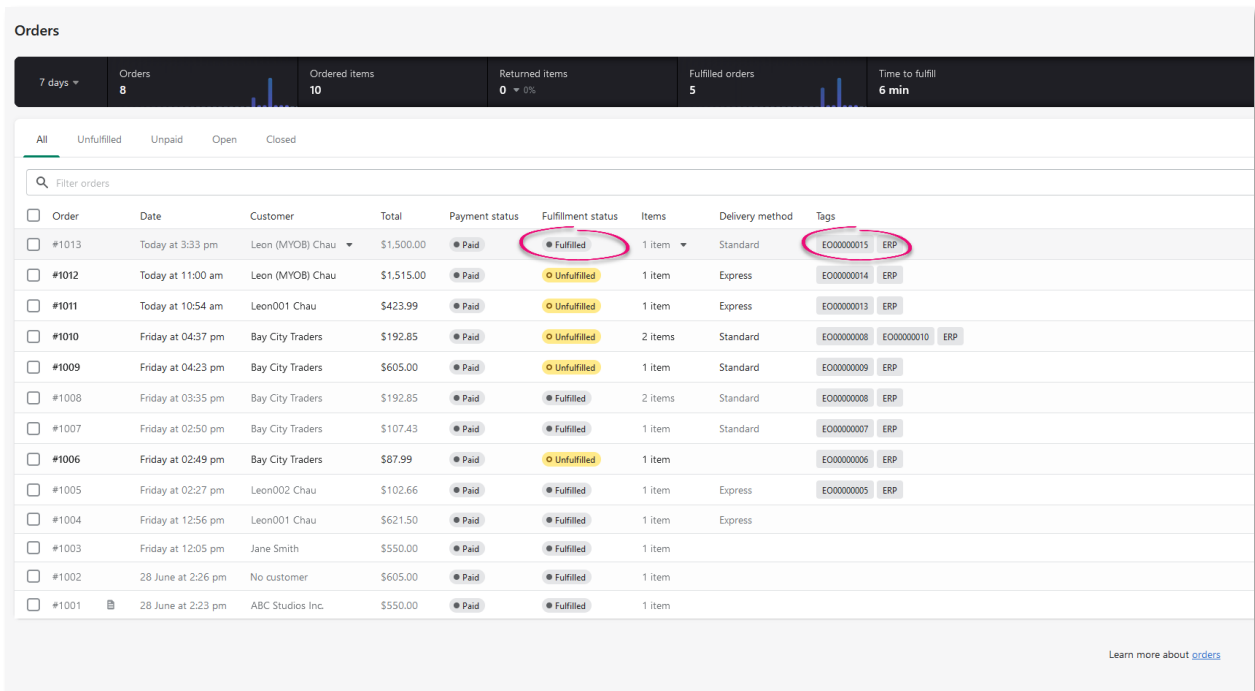 Orders
7 days
Orders
8
Ordered items
10
Returned items
0 0%
Fulfilled orders
5
Time to fulfill
6 min
All Unfulfilled Unpaid Open Closed
Filter orders
Order Date Customer Total Payment status Fulfillment status Items Delivery method Tags
#1013 Today at 3:33 pm Leon (MYOB) Chau $1,500.00 Paid Fulfilled 1 item Standard EO00000015 ERP
#1012 Today at 11:00 am Leon (MYOB) Chau $1,515.00 Paid Unfulfilled 1 item Express EO00000014 ERP
#1011 Today at 10:54 am Leon001 Chau $423.99 Paid Unfulfilled 1 item Express EO00000013 ERP
#1010 Friday at 04:37 pm Bay City Traders $192.85 Paid Unfulfilled 2 items Standard EO00000008 EO00000010 ERP
#1009 Friday at 04:23 pm Bay City Traders $605.00 Paid Unfulfilled 1 item Standard EO00000009 ERP
#1008 Friday at 03:35 pm Bay City Traders $192.85 Paid Fulfilled 2 items Standard EO00000008 ERP
#1007 Friday at 02:50 pm Bay City Traders $107.43 Paid Fulfilled 1 item Standard EO00000007 ERP
#1006 Friday at 02:49 pm Bay City Traders $87.99 Paid Unfulfilled 1 item EO00000006 ERP
#1005 Friday at 02:27 pm Leon002 Chau $102.66 Paid Fulfilled 1 item Express EO00000005 ERP
#1004 Friday at 12:56 pm Leon001 Chau $621.50 Paid Fulfilled 1 item Express
#1003 Friday at 12:05 pm Jane Smith $550.00 Paid Fulfilled 1 item
#1002 28 June at 2:26 pm No customer $605.00 Paid Fulfilled 1 item
#1001 28 June at 2:23 pm ABC Studios Inc. $550.00 Paid Fulfilled 1 item
Learn more about orders